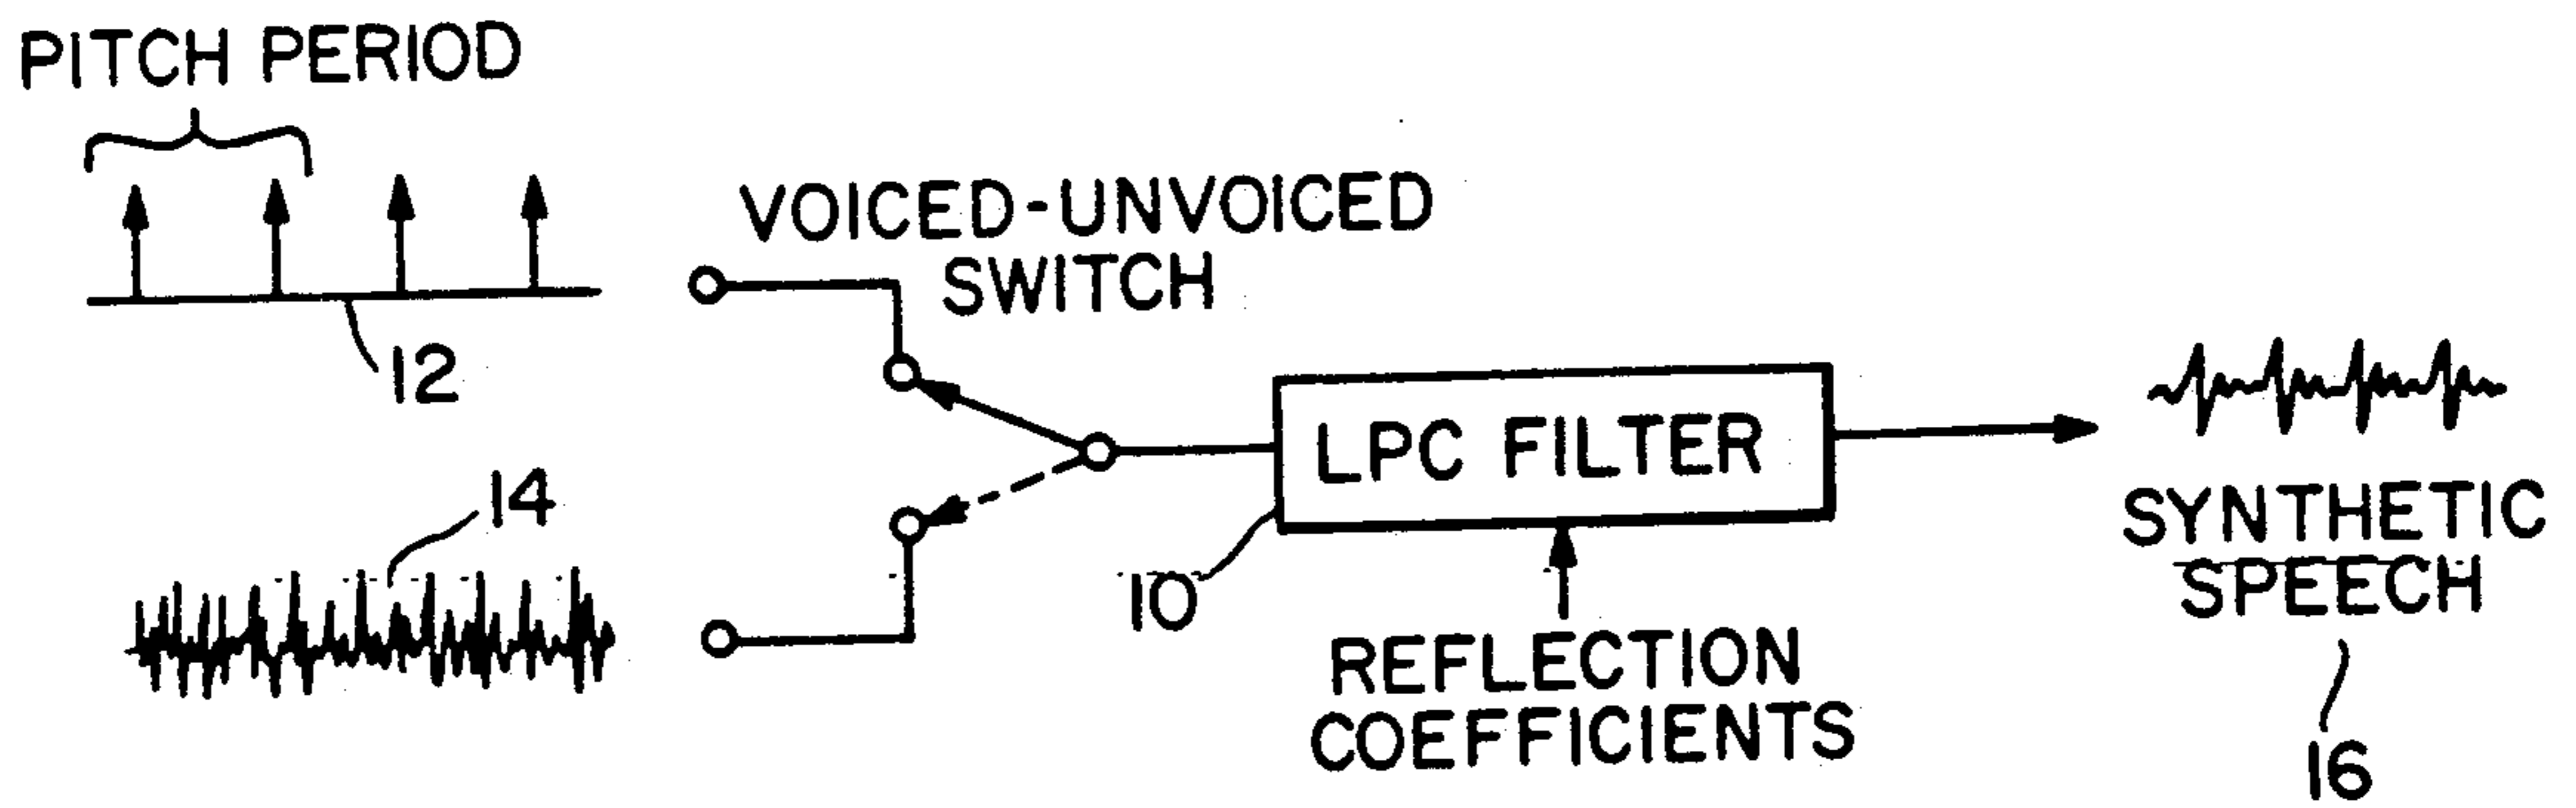 PITCH PERIOD
VOICED-UNVOICED
SWITCH
12
14
LPC FILTER
10
REFLECTION
COEFFICIENTS
SYNTHETIC
SPEECH
16